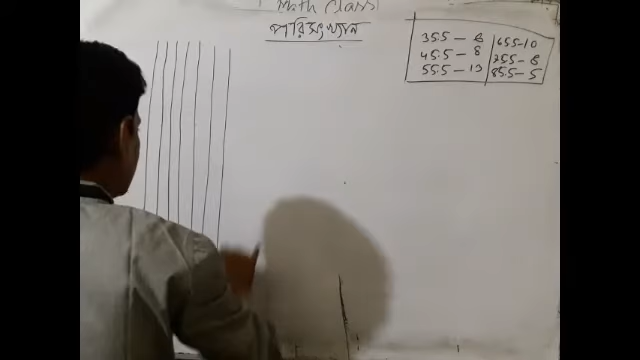 Math Class
পরিসংখ্যান
35.5 – 6 65.5-10
45.5 – 8 75.5- 6
55.5 – 13 85.5- 5